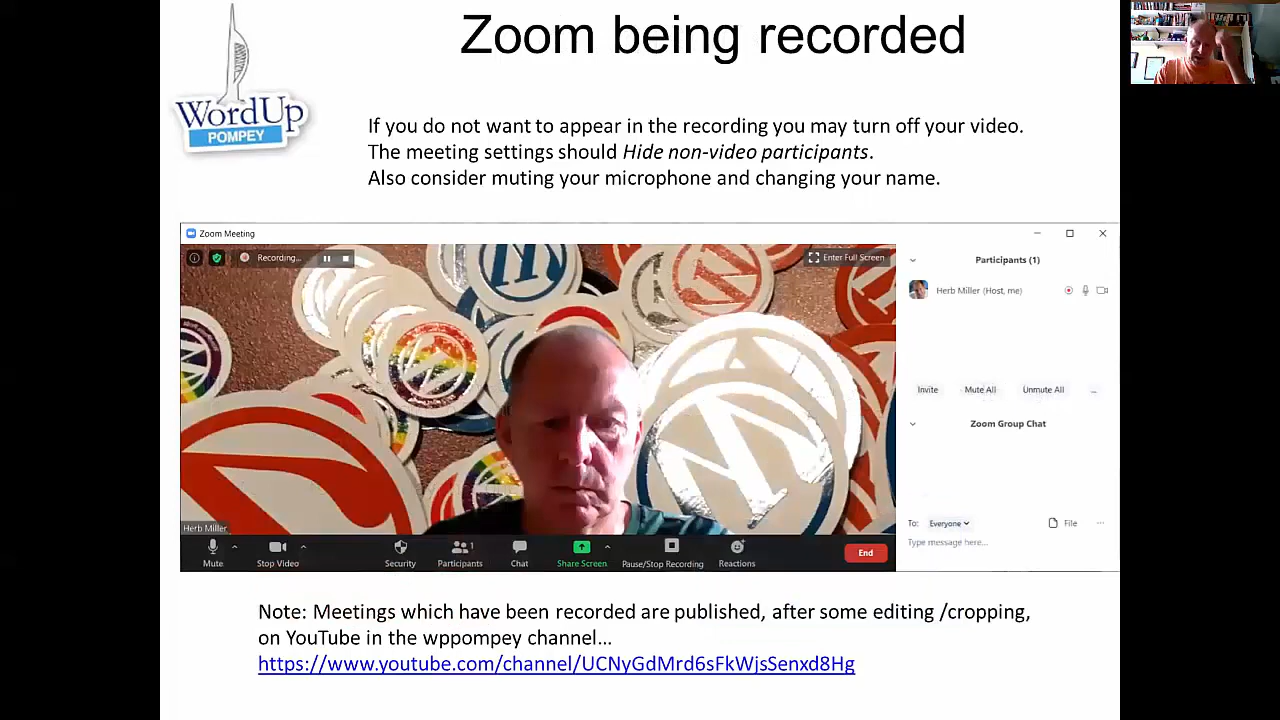 Zoom being recorded
WordUp
POMPEY
If you do not want to appear in the recording you may turn off your video.
The meeting settings should Hide non-video participants.
Also consider muting your microphone and changing your name.
Zoom Meeting
Recording...
Enter Full Screen
Participants (1)
Herb Miller (Host, me)
Invite
Mute All
Unmute All
...
Zoom Group Chat
Herb Miller
To: Everyone
File
...
Type message here...
Mute
Stop Video
Security
Participants
1
Chat
Share Screen
Pause/Stop Recording
Reactions
End
Note: Meetings which have been recorded are published, after some editing /cropping,
on YouTube in the wppompey channel...
https://www.youtube.com/channel/UCNyGdMrd6sFkWjsSenxd8Hg